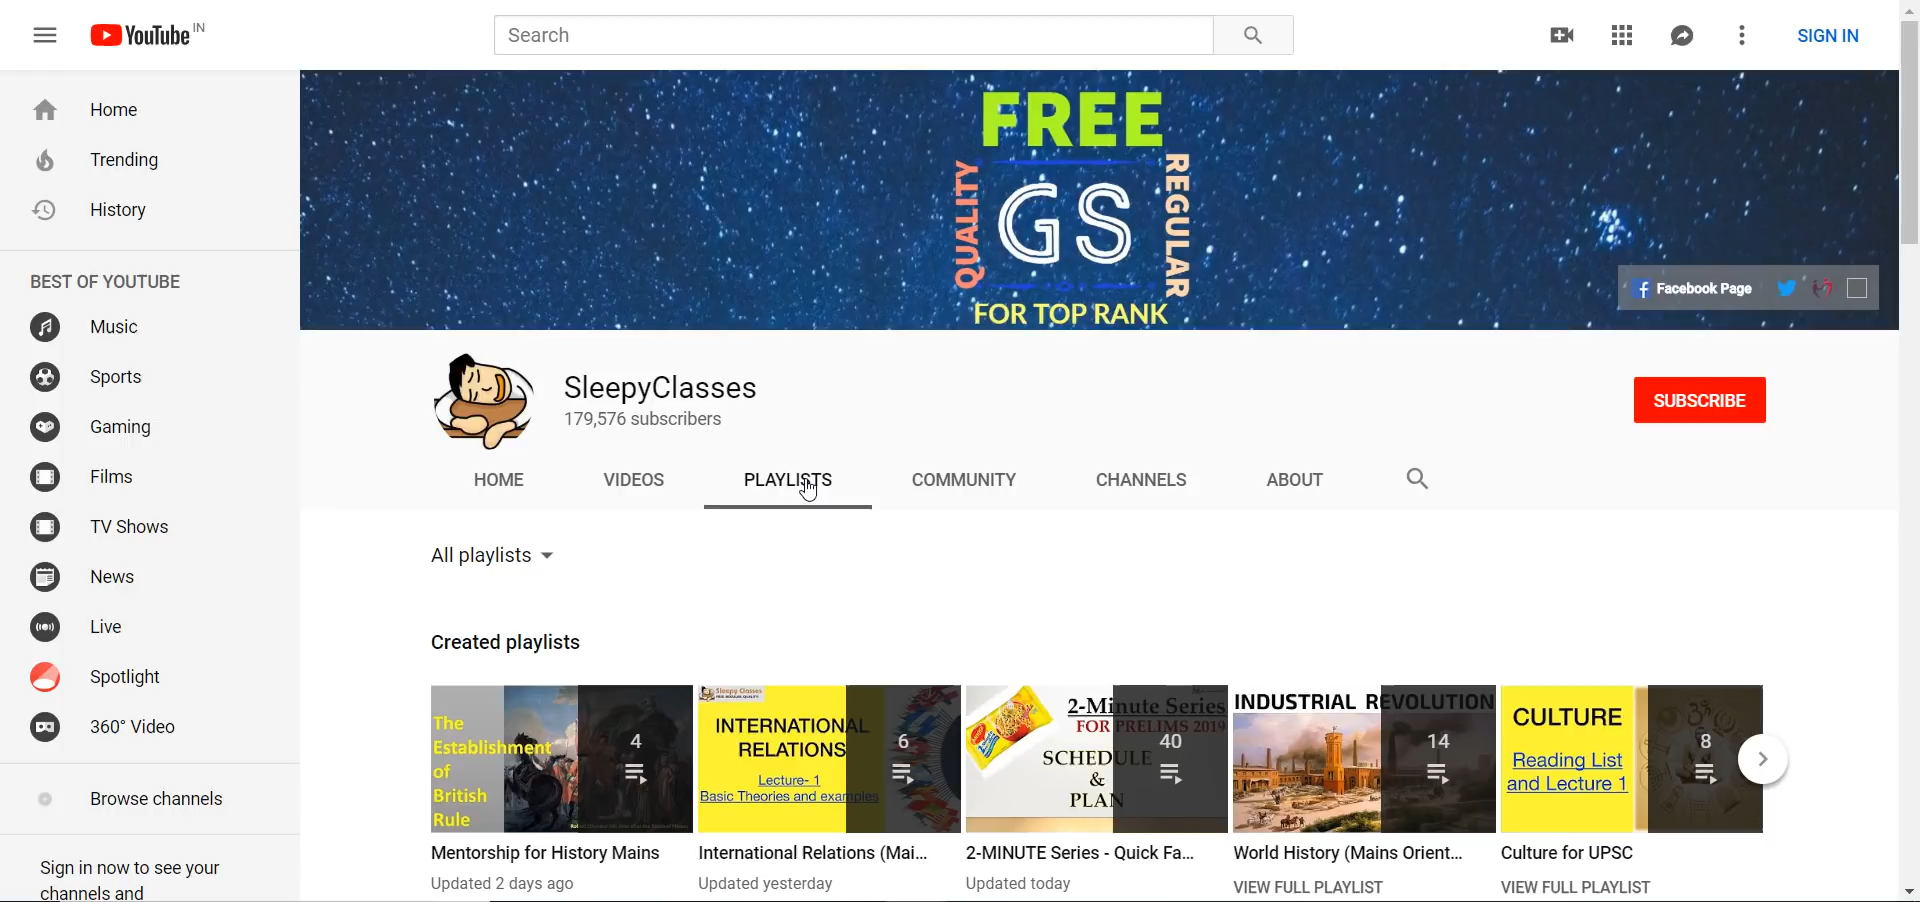 YouTube IN
Search
SIGN IN
Home
Trending
History
BEST OF YOUTUBE
Music
Sports
Gaming
Films
TV Shows
News
Live
Spotlight
360° Video
Browse channels
Sign in now to see your
channels and
FREE
QUALITY
GS
REGULAR
FOR TOP RANK
Facebook Page
SleepyClasses
179,576 subscribers
SUBSCRIBE
HOME VIDEOS PLAYLISTS COMMUNITY CHANNELS ABOUT
All playlists
Created playlists
The
Establishment
of
British
Rule
4
Mentorship for History Mains
Updated 2 days ago
Sleepy Classes
INTERNATIONAL
RELATIONS
Lecture- 1
Basic Theories and examples
6
International Relations (Mai...
Updated yesterday
2-Minute Series
FOR PRELIMS 2019
SCHEDULE
&
PLAN
40
2-MINUTE Series - Quick Fa...
Updated today
INDUSTRIAL REVOLUTION
14
World History (Mains Orient...
VIEW FULL PLAYLIST
CULTURE
Reading List
and Lecture 1
8
Culture for UPSC
VIEW FULL PLAYLIST